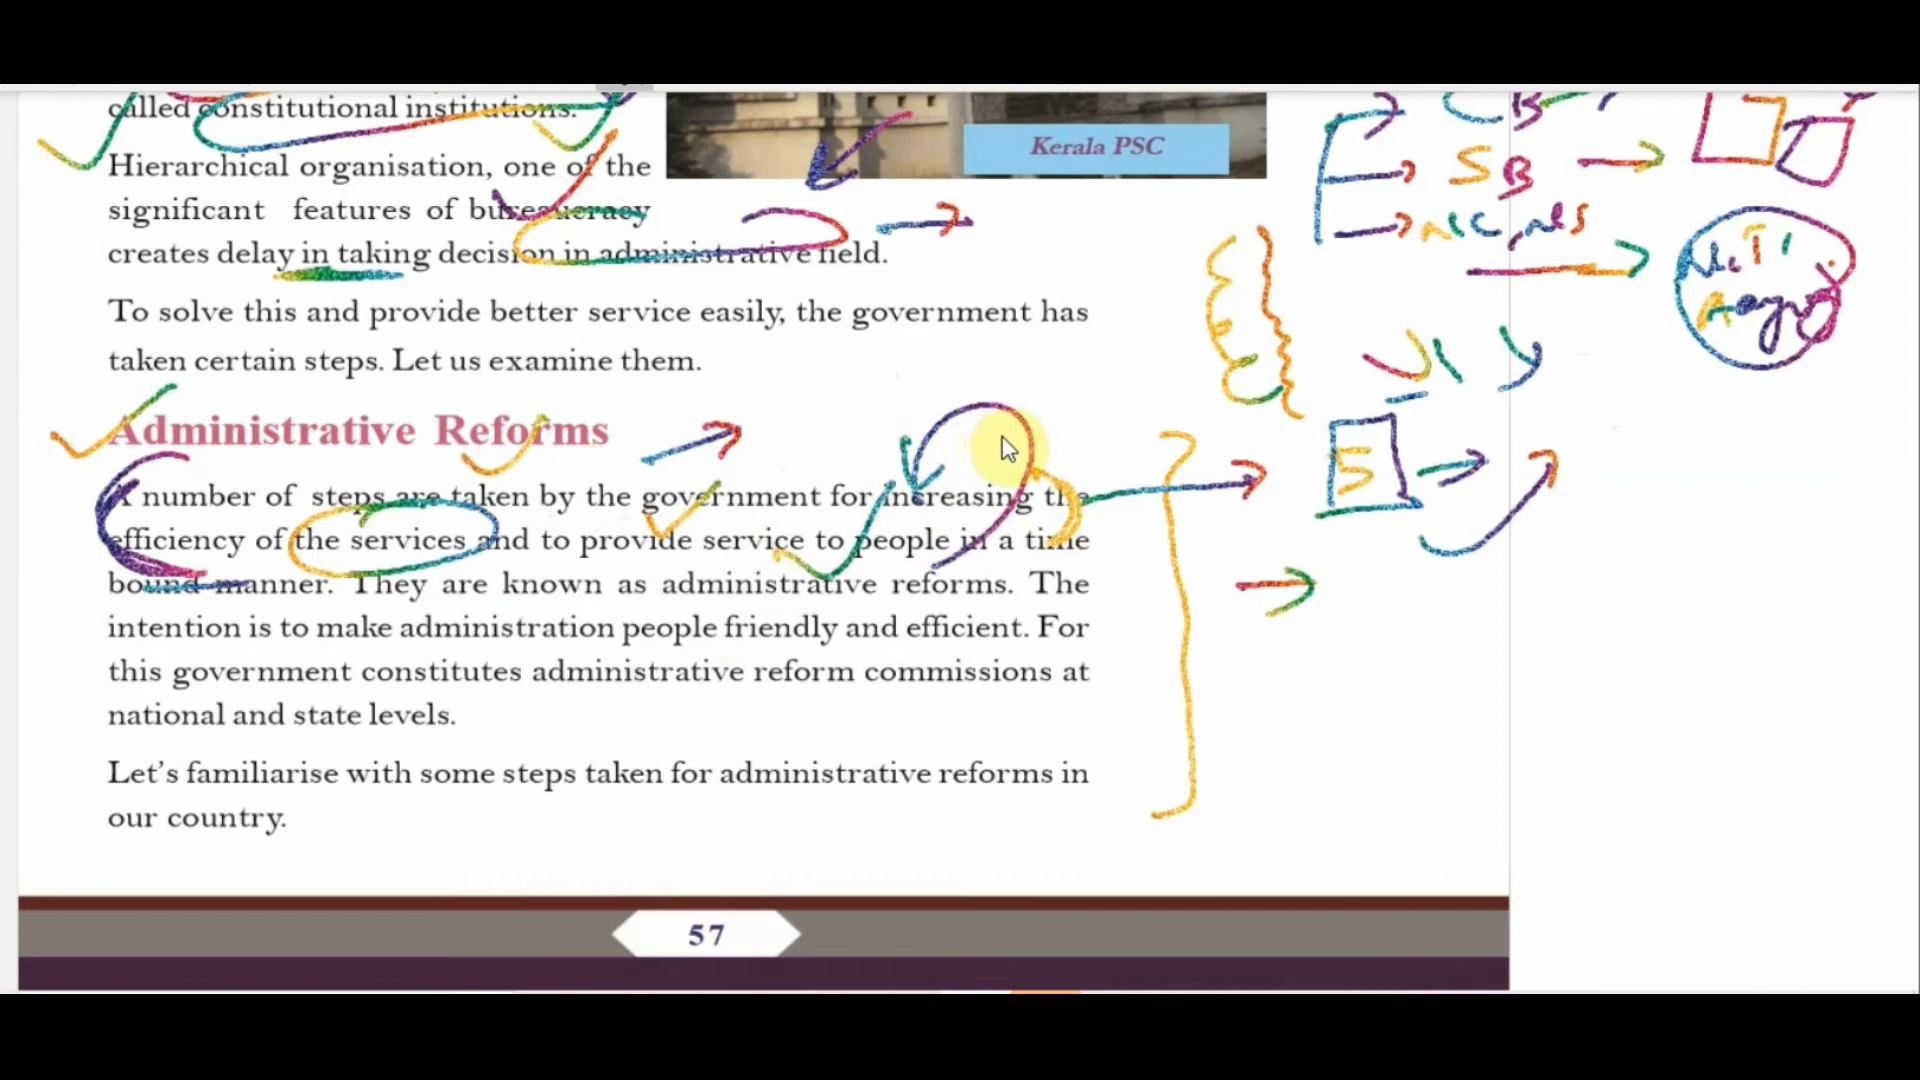 called constitutional institutions.
Kerala PSC
Hierarchical organisation, one of the
significant features of bureaucracy
creates delay in taking decision in administrative field.
To solve this and provide better service easily, the government has
taken certain steps. Let us examine them.
Administrative Reforms
A number of steps are taken by the government for increasing the
efficiency of the services and to provide service to people in a time
bound manner. They are known as administrative reforms. The
intention is to make administration people friendly and efficient. For
this government constitutes administrative reform commissions at
national and state levels.
Let's familiarise with some steps taken for administrative reforms in
our country.
57
SB
5